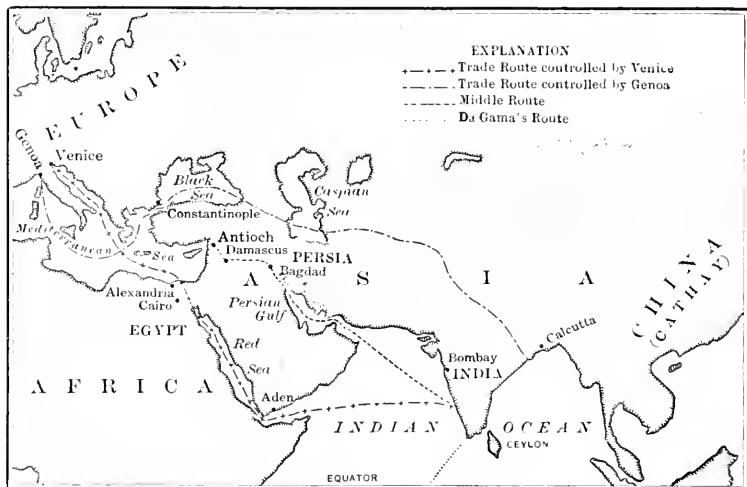 EXPLANATION
Trade Route controlled by Venice
Trade Route controlled by Genoa
Middle Route
Da Gama's Route
EUROPE
Genoa
Venice
Black
Sea
Caspian
Sea
Constantinople
Mediterranean
Sea
Antioch
Damascus
PERSIA
Bagdad
ASIA
CHINA
(CATHAY)
Alexandria
Cairo
Persian
Gulf
EGYPT
Calcutta
Red
Sea
Bombay
INDIA
AFRICA
Aden
INDIAN OCEAN
CEYLON
EQUATOR